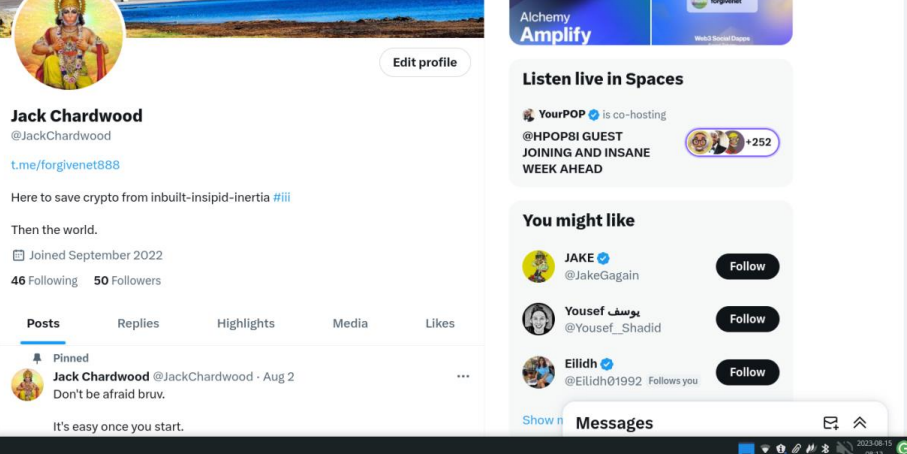 Edit profile
Jack Chardwood
@JackChardwood
t.me/forgivenet888
Here to save crypto from inbuilt-insipid-inertia #iii
Then the world.
Joined September 2022
46 Following 50 Followers
Posts Replies Highlights Media Likes
Pinned
Jack Chardwood @JackChardwood · Aug 2
Don't be afraid bruv.
It's easy once you start.
forgivenet
Alchemy
Amplify
Web3 Social Dapps
Listen live in Spaces
YourPOP is co-hosting
@HPOP8I GUEST
JOINING AND INSANE
WEEK AHEAD
+252
You might like
JAKE
@JakeGagain
Follow
Yousef يوسف
@Yousef__Shadid
Follow
Eilidh
@Eilidh01992 Follows you
Follow
Show
Messages
2023-08-15